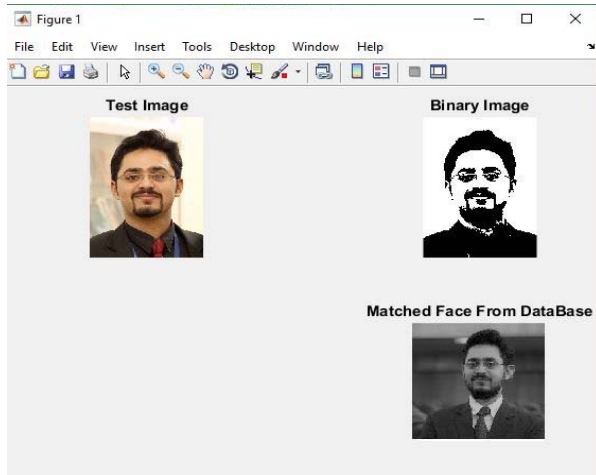 Figure 1
File Edit View Insert Tools Desktop Window Help
Test Image
Binary Image
Matched Face From DataBase